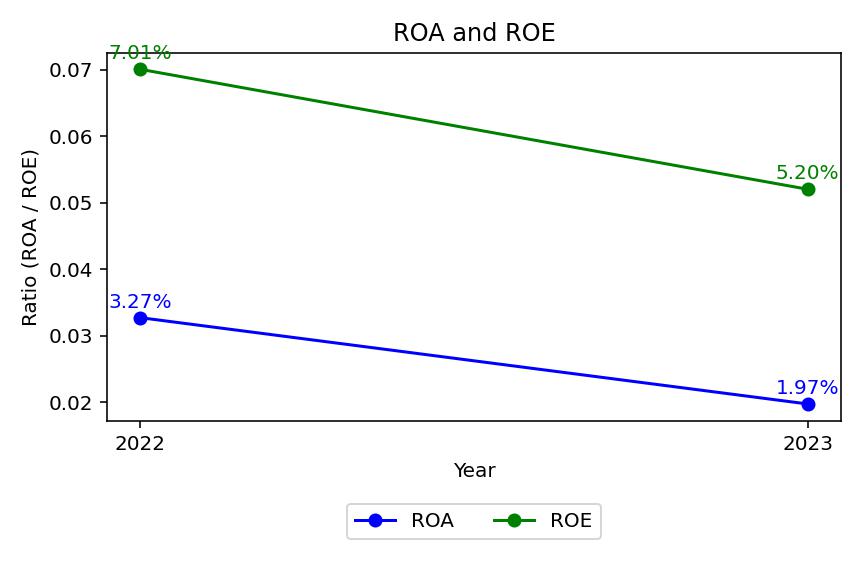 ROA and ROE
7.01%
0.07
0.06
5.20%
0.05
0.04
3.27%
0.03
1.97%
0.02
Ratio (ROA / ROE)
2022 2023
Year
ROA ROE